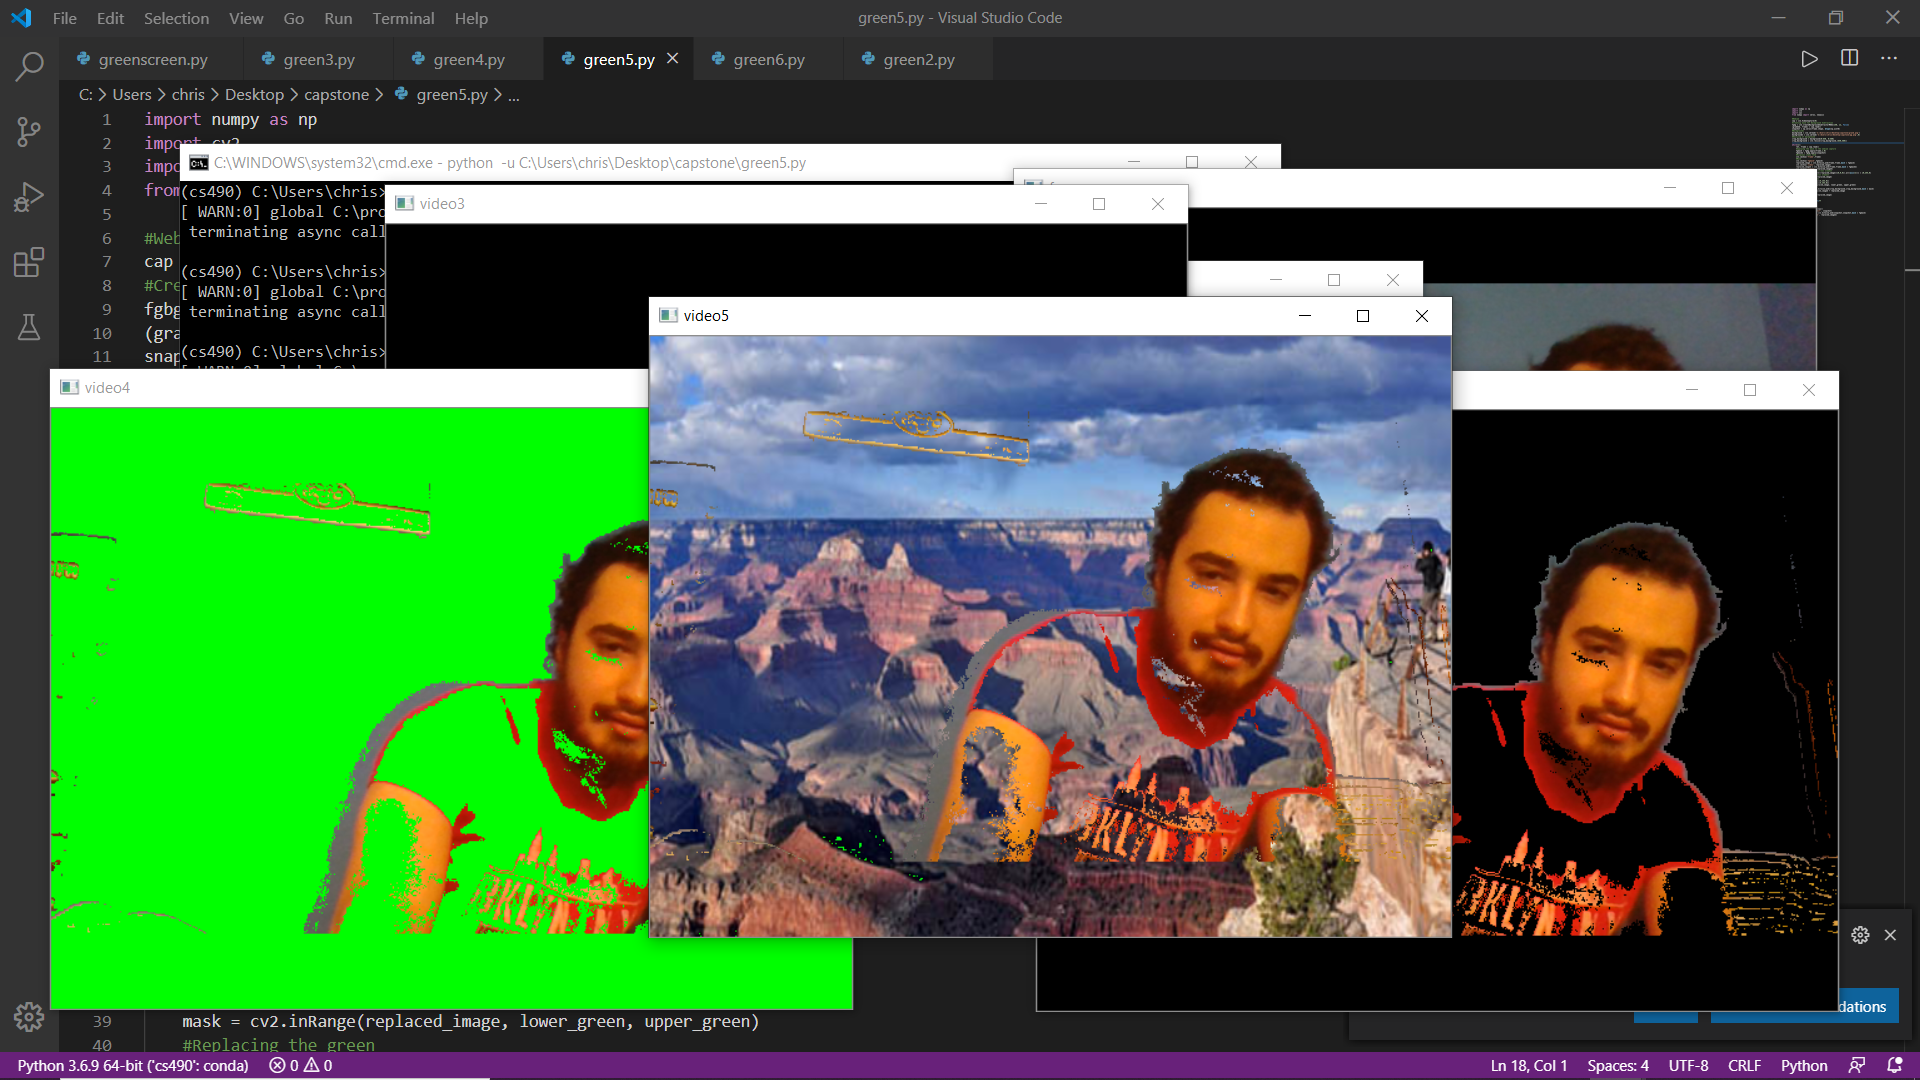 File Edit Selection View Go Run Terminal Help
green5.py - Visual Studio Code
greenscreen.py green3.py green4.py green5.py green6.py green2.py
C: > Users > chris > Desktop > capstone > green5.py > ...
1 import numpy as np
2 import cv2
3 impo
4 from
5
6 #Web
7 cap
8 #Cre
9 fgbg
10 (gra
11 snap
C:\WINDOWS\system32\cmd.exe - python -u C:\Users\chris\Desktop\capstone\green5.py
(cs490) C:\Users\chris>
[ WARN:0] global C:\pro
terminating async call
(cs490) C:\Users\chris>
[ WARN:0] global C:\pro
terminating async call
(cs490) C:\Users\chris>
video3
video5
video4
39 mask = cv2.inRange(replaced_image, lower_green, upper_green)
40 #Replacing the green
dations
Python 3.6.9 64-bit ('cs490': conda) 0 0
Ln 18, Col 1 Spaces: 4 UTF-8 CRLF Python